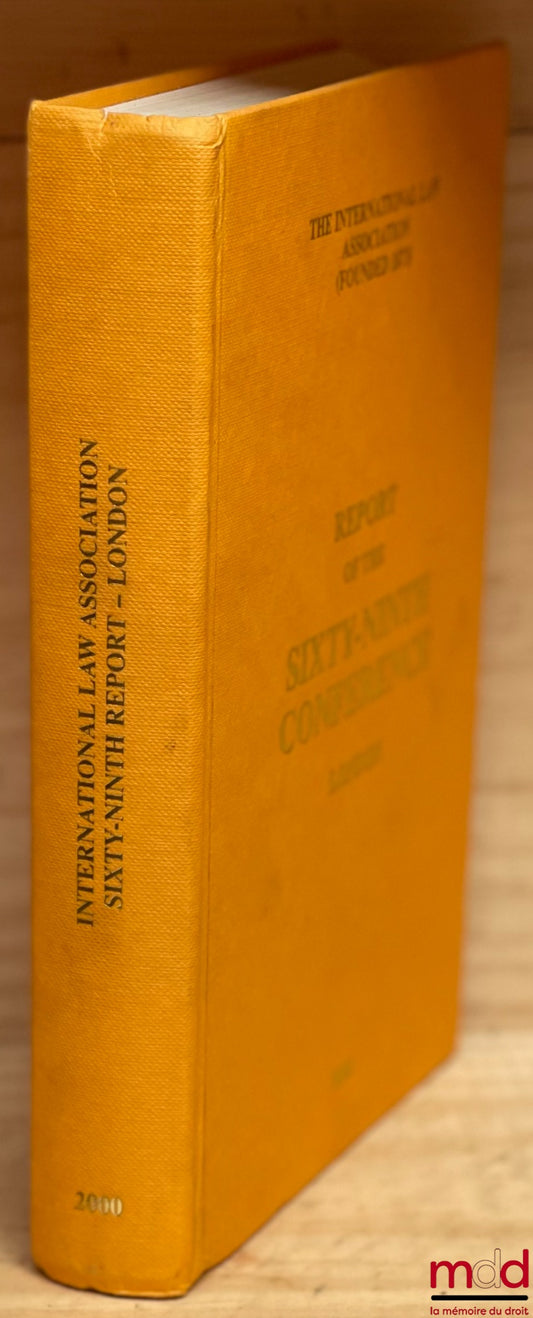 INTERNATIONAL LAW ASSOCIATION
SIXTY-NINTH REPORT – LONDON
2000
THE INTERNATIONAL LAW
ASSOCIATION
(FOUNDED 1873)
REPORT
OF THE
SIXTY-NINTH
CONFERENCE
LONDON
mdd
la mémoire du droit